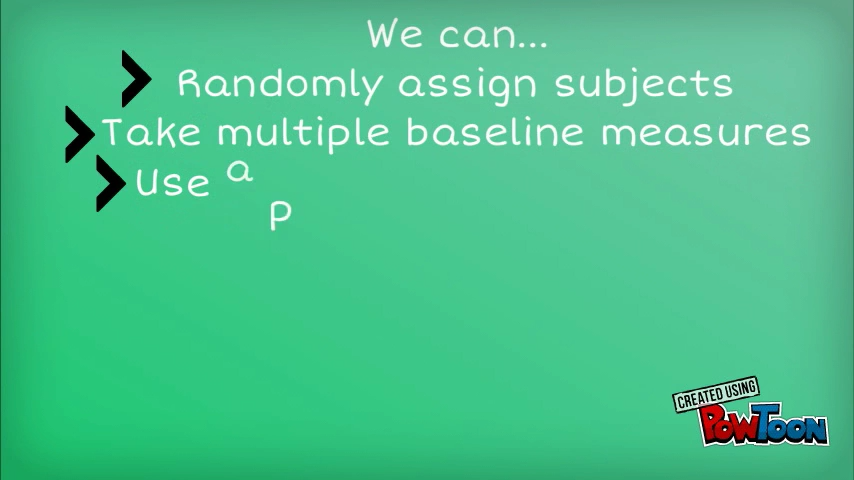 We can...
Randomly assign subjects
Take multiple baseline measures
Use a
p
CREATED USING
POWTOON